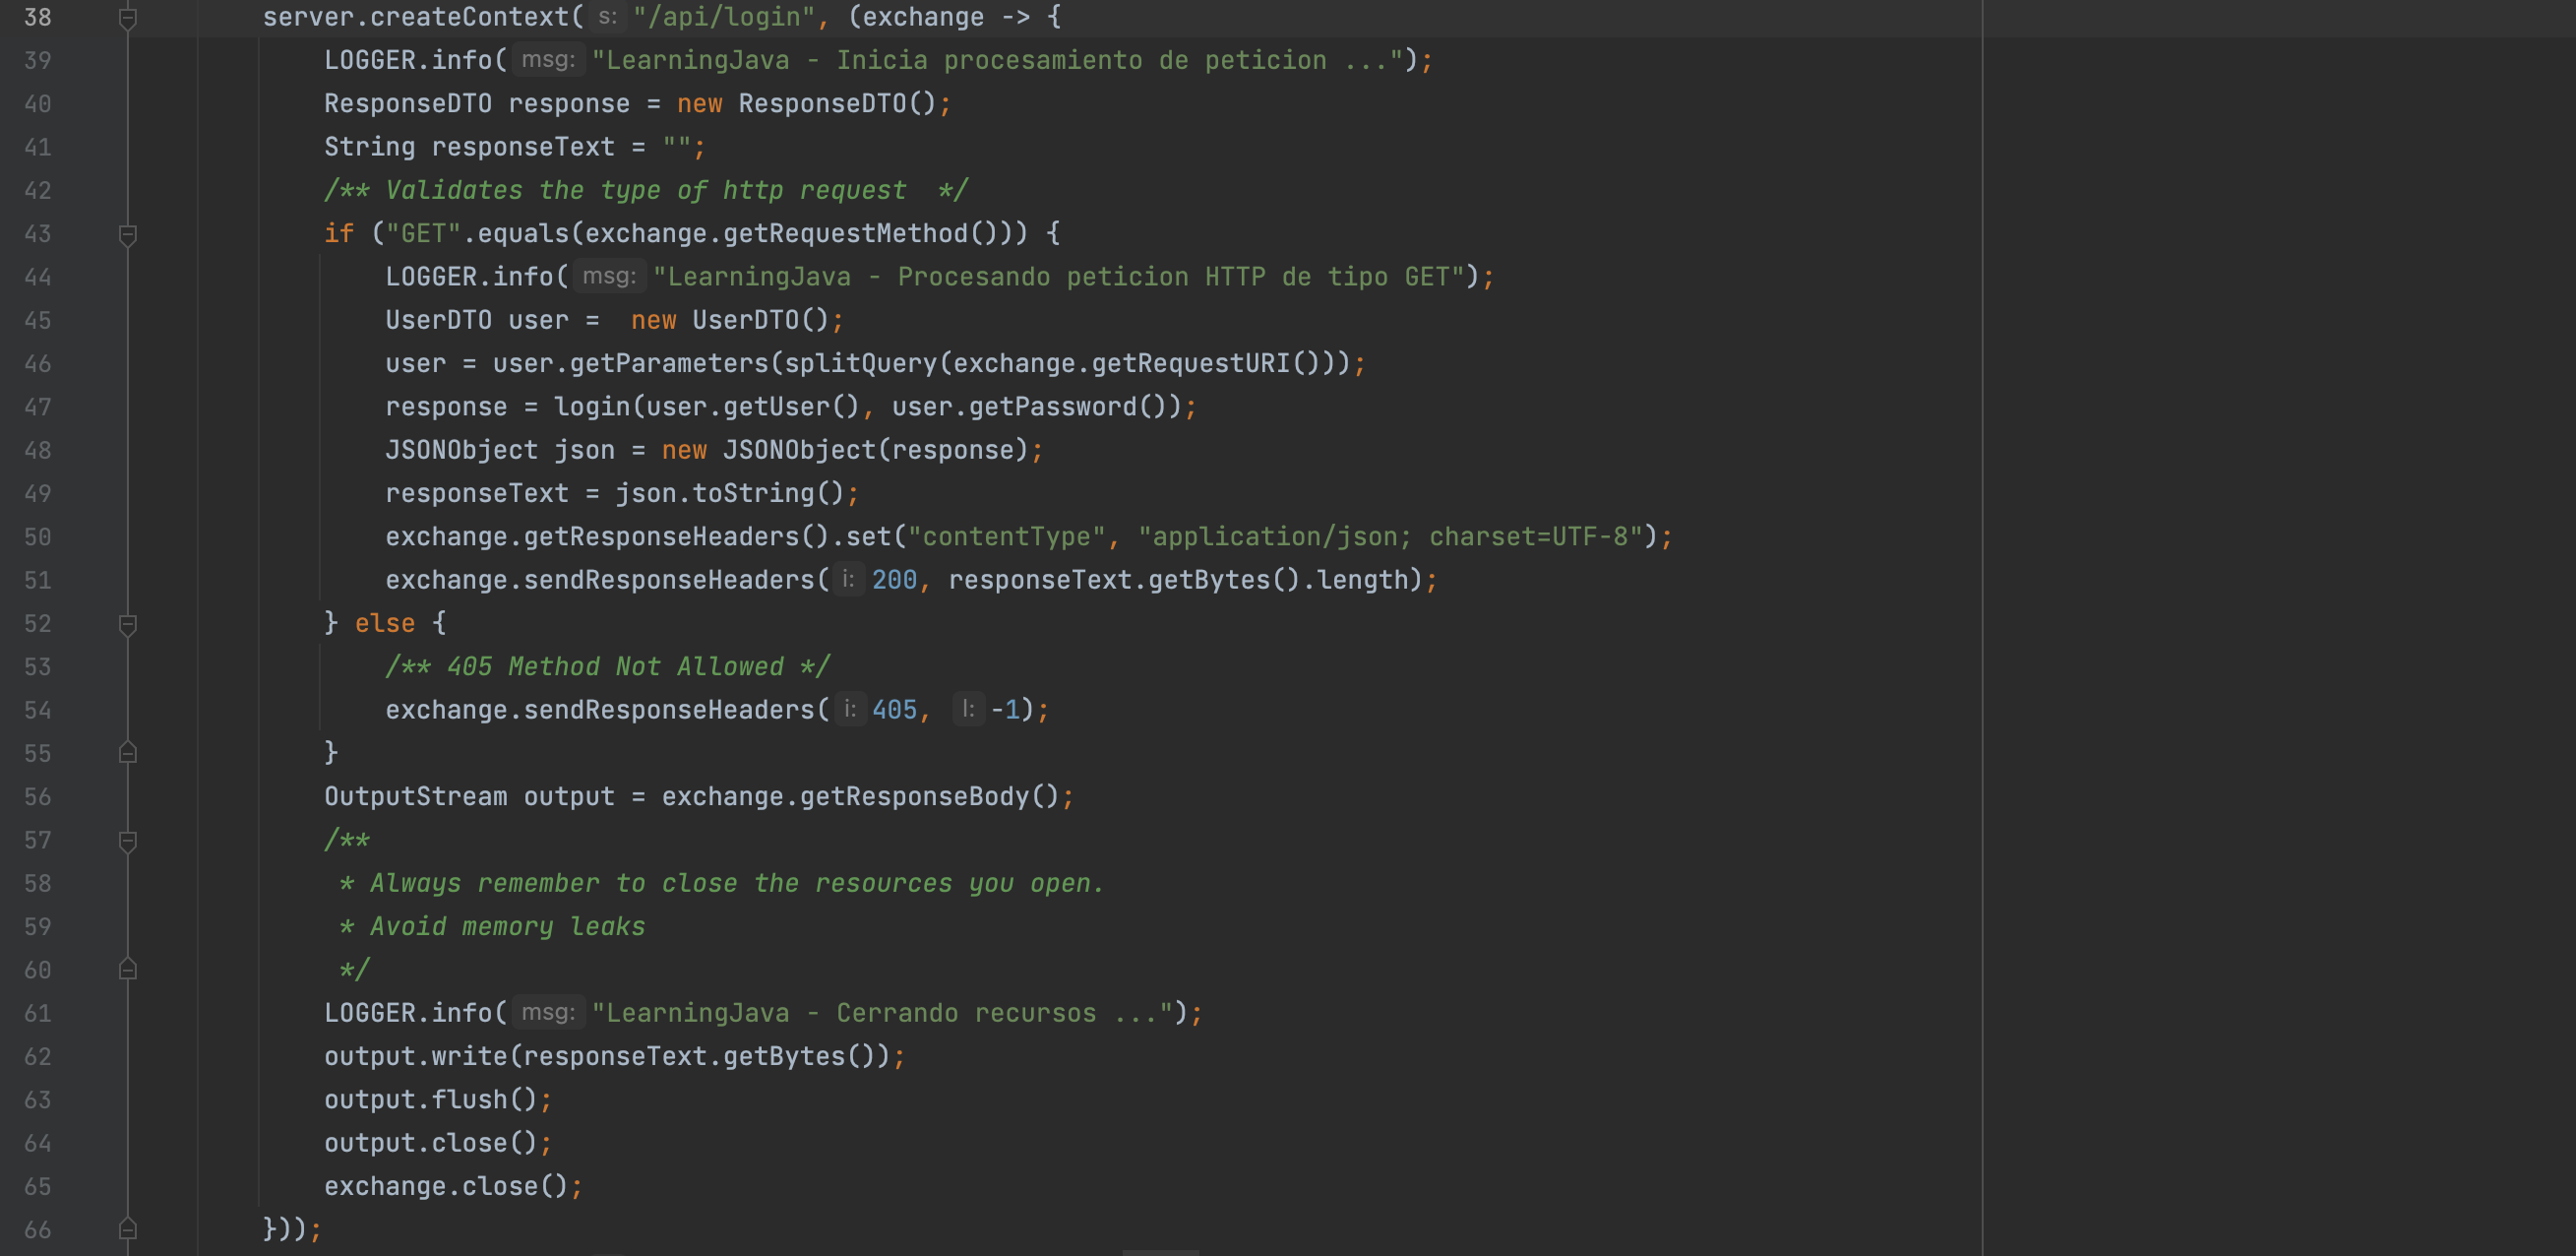 38 server.createContext( s: "/api/login", (exchange -> {
39 LOGGER.info( msg: "LearningJava - Inicia procesamiento de peticion ...");
40 ResponseDTO response = new ResponseDTO();
41 String responseText = "";
42 /** Validates the type of http request  */
43 if ("GET".equals(exchange.getRequestMethod())) {
44 LOGGER.info( msg: "LearningJava - Procesando peticion HTTP de tipo GET");
45 UserDTO user =  new UserDTO();
46 user = user.getParameters(splitQuery(exchange.getRequestURI()));
47 response = login(user.getUser(), user.getPassword());
48 JSONObject json = new JSONObject(response);
49 responseText = json.toString();
50 exchange.getResponseHeaders().set("contentType", "application/json; charset=UTF-8");
51 exchange.sendResponseHeaders( i: 200, responseText.getBytes().length);
52 } else {
53 /** 405 Method Not Allowed */
54 exchange.sendResponseHeaders( i: 405, l: -1);
55 }
56 OutputStream output = exchange.getResponseBody();
57 /**
58 * Always remember to close the resources you open.
59 * Avoid memory leaks
60 */
61 LOGGER.info( msg: "LearningJava - Cerrando recursos ...");
62 output.write(responseText.getBytes());
63 output.flush();
64 output.close();
65 exchange.close();
66 }));